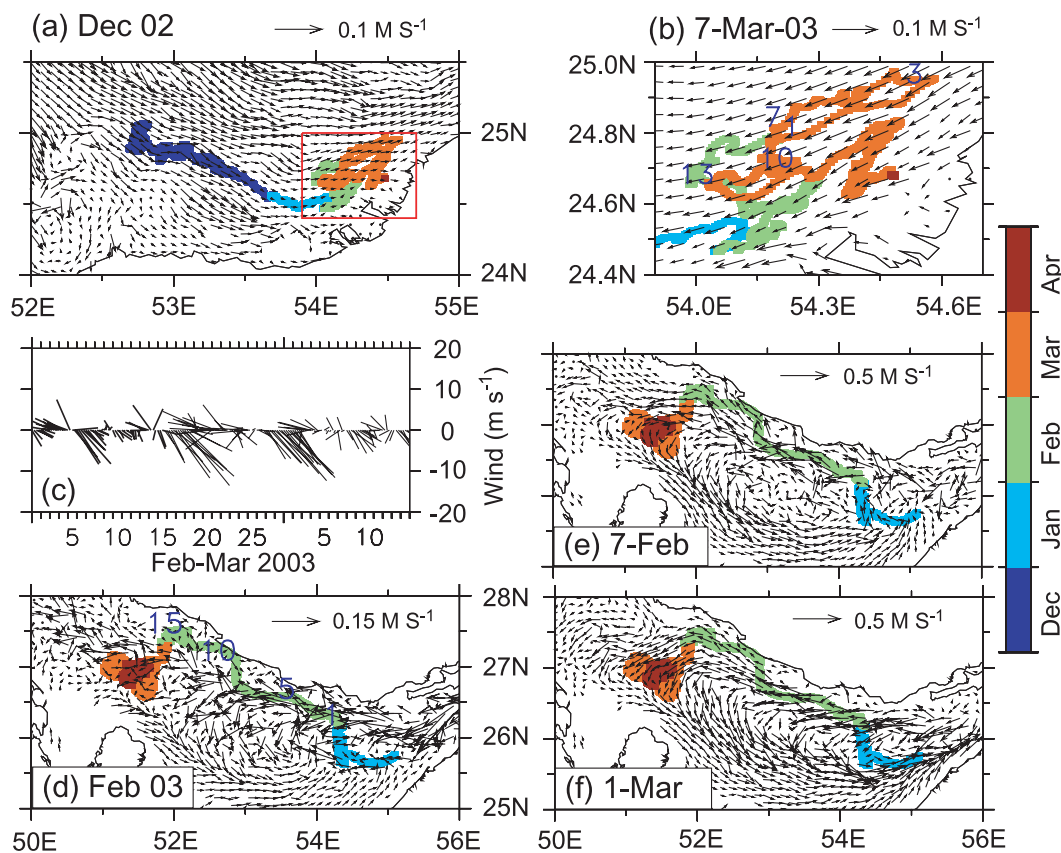 (a) Dec 02
0.1 M S⁻¹
(b) 7-Mar-03
0.1 M S⁻¹
25N
24N
52E 53E 54E 55E
25.0N
24.8N
24.6N
24.4N
54.0E 54.3E 54.6E
3
7
1
10
13
20
10
0
-10
-20
Wind (m s⁻¹)
(c)
5 10 15 20 25 5 10
Feb-Mar 2003
0.5 M S⁻¹
(e) 7-Feb
0.15 M S⁻¹
15
10
5
1
(d) Feb 03
28N
27N
26N
25N
50E 52E 54E 56E
0.5 M S⁻¹
(f) 1-Mar
50E 52E 54E 56E
Apr
Mar
Feb
Jan
Dec